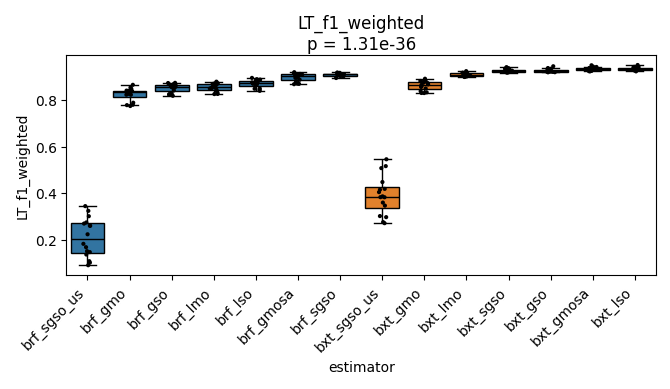 LT_f1_weighted
p = 1.31e-36
LT_f1_weighted
0.8
0.6
0.4
0.2
brf_sgso_us
brf_gmo
brf_gso
brf_lmo
brf_lso
brf_gmosa
brf_sgso
bxt_sgso_us
bxt_gmo
bxt_lmo
bxt_sgso
bxt_gso
bxt_gmosa
bxt_lso
estimator